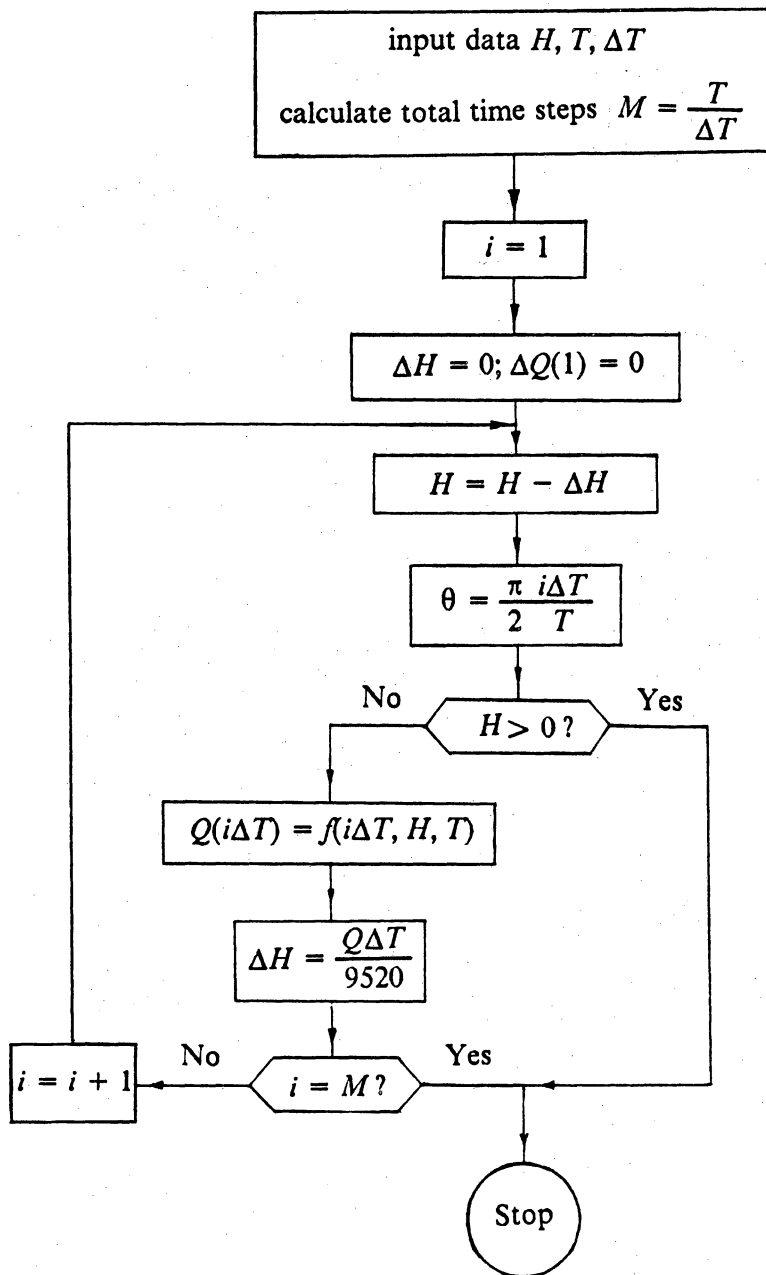 input data H, T, ΔT
calculate total time steps M = T/ΔT
i = 1
ΔH = 0; ΔQ(1) = 0
H = H − ΔH
θ = π/2 iΔT/T
No
Yes
H > 0?
Q(iΔT) = f(iΔT, H, T)
ΔH = QΔT/9520
No
Yes
i = i + 1
i = M?
Stop